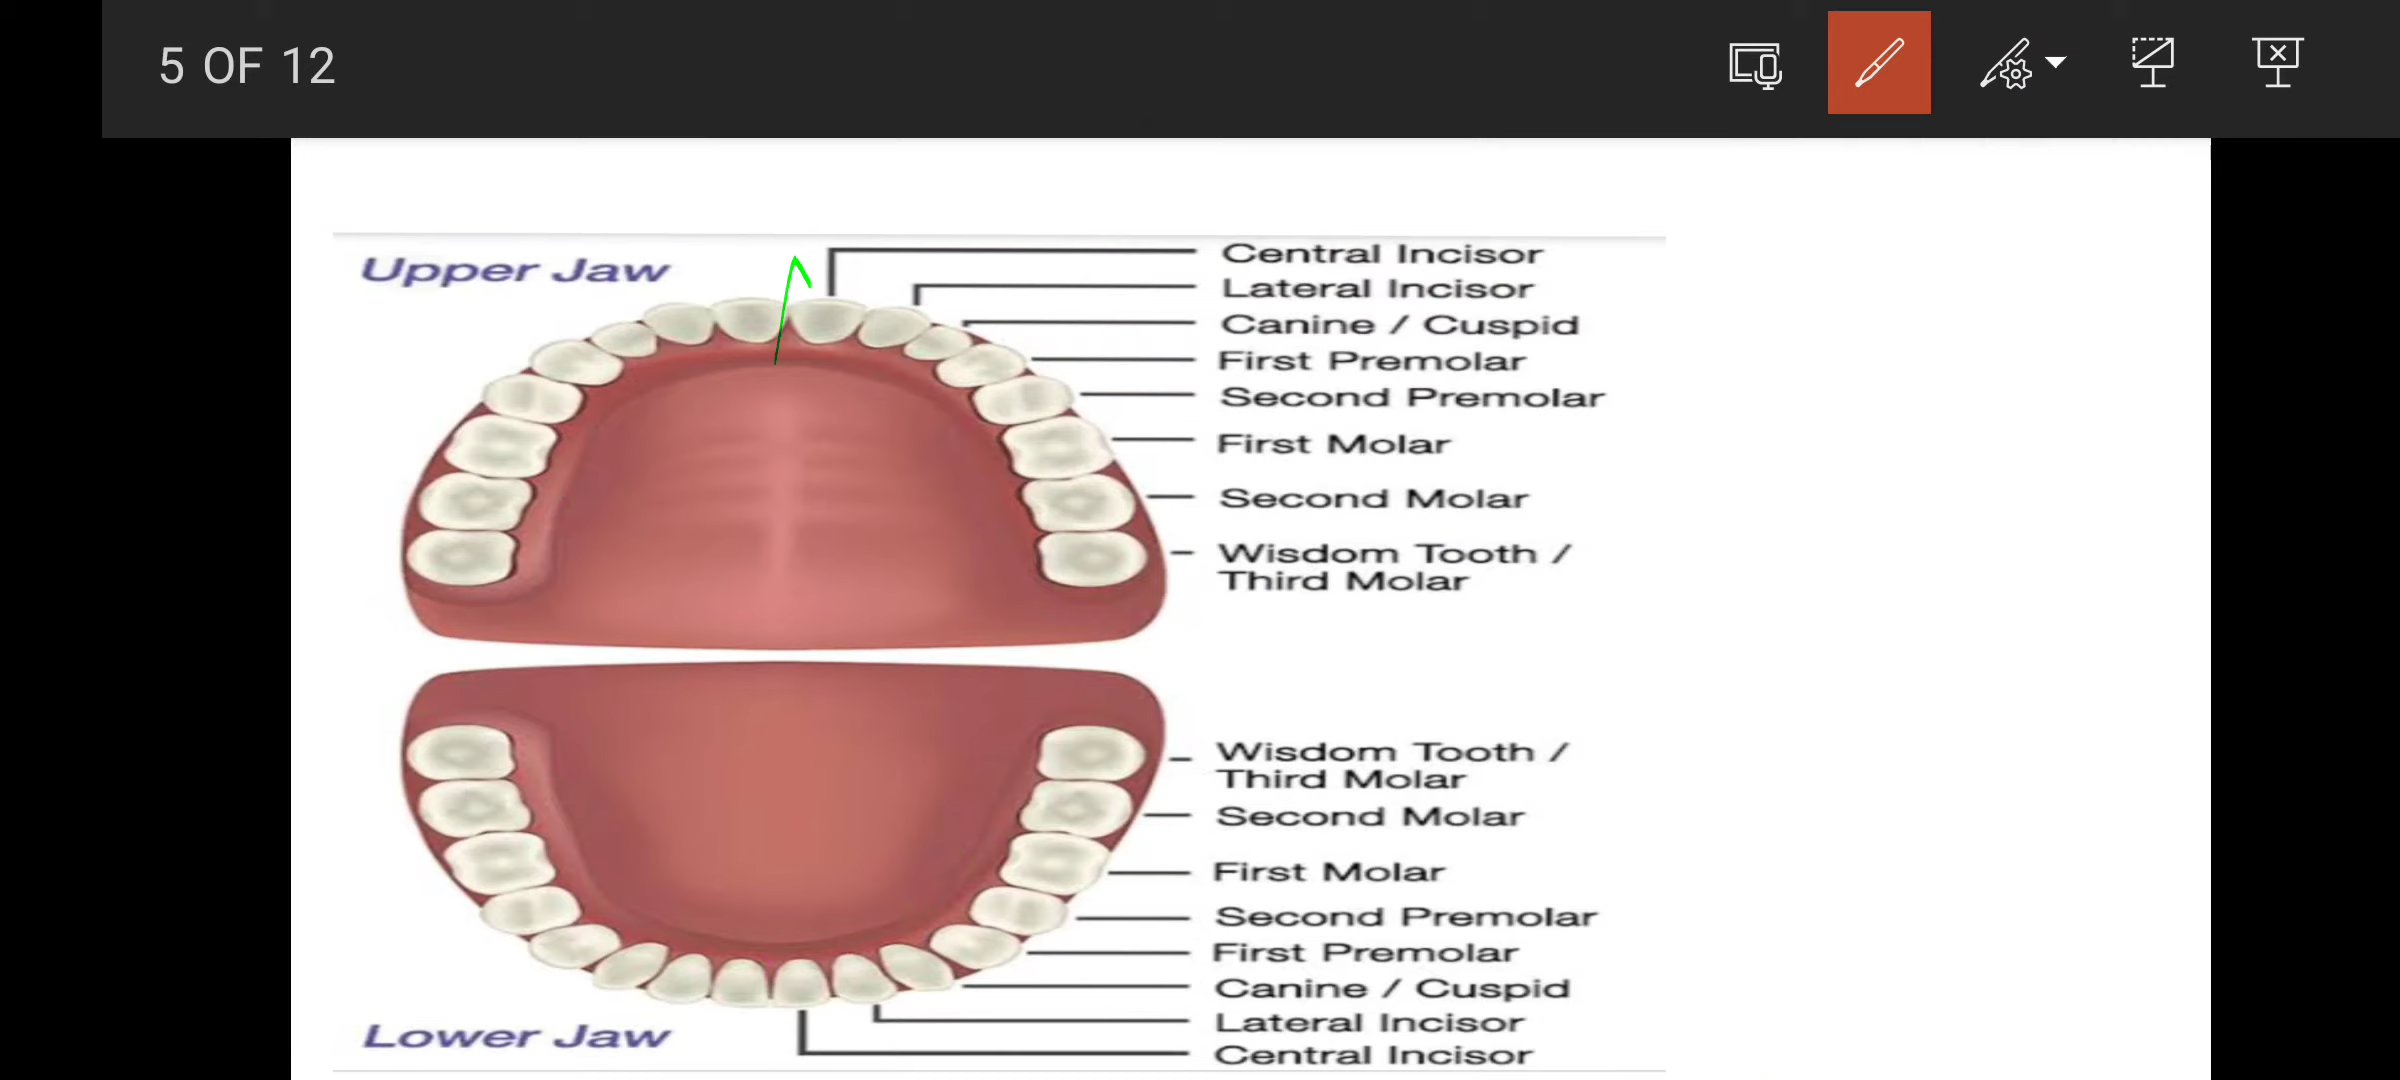 5 OF 12
Upper Jaw
Central Incisor
Lateral Incisor
Canine / Cuspid
First Premolar
Second Premolar
First Molar
Second Molar
Wisdom Tooth /
Third Molar
Wisdom Tooth /
Third Molar
Second Molar
First Molar
Second Premolar
First Premolar
Canine / Cuspid
Lateral Incisor
Central Incisor
Lower Jaw